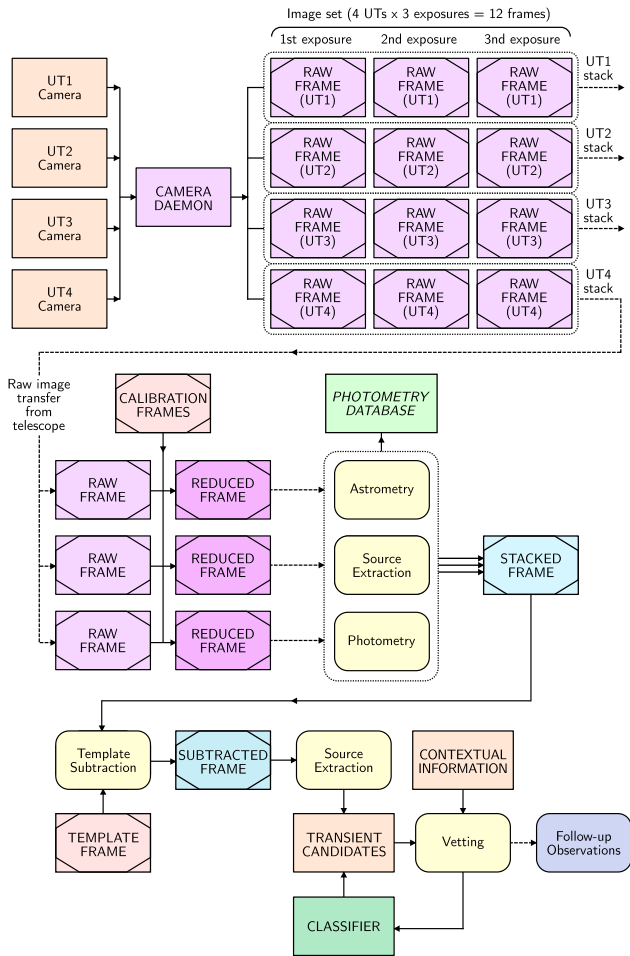 Image set (4 UTs x 3 exposures = 12 frames)
1st exposure
2nd exposure
3rd exposure
UT1
Camera
RAW
FRAME
(UT1)
RAW
FRAME
(UT1)
RAW
FRAME
(UT1)
UT1
stack
UT2
Camera
RAW
FRAME
(UT2)
RAW
FRAME
(UT2)
RAW
FRAME
(UT2)
UT2
stack
CAMERA
DAEMON
UT3
Camera
RAW
FRAME
(UT3)
RAW
FRAME
(UT3)
RAW
FRAME
(UT3)
UT3
stack
UT4
Camera
RAW
FRAME
(UT4)
RAW
FRAME
(UT4)
RAW
FRAME
(UT4)
UT4
stack
Raw image
transfer
from
telescope
CALIBRATION
FRAMES
PHOTOMETRY
DATABASE
RAW
FRAME
REDUCED
FRAME
Astrometry
RAW
FRAME
REDUCED
FRAME
Source
Extraction
STACKED
FRAME
RAW
FRAME
REDUCED
FRAME
Photometry
Template
Subtraction
SUBTRACTED
FRAME
Source
Extraction
CONTEXTUAL
INFORMATION
TEMPLATE
FRAME
TRANSIENT
CANDIDATES
Vetting
Follow-up
Observations
CLASSIFIER